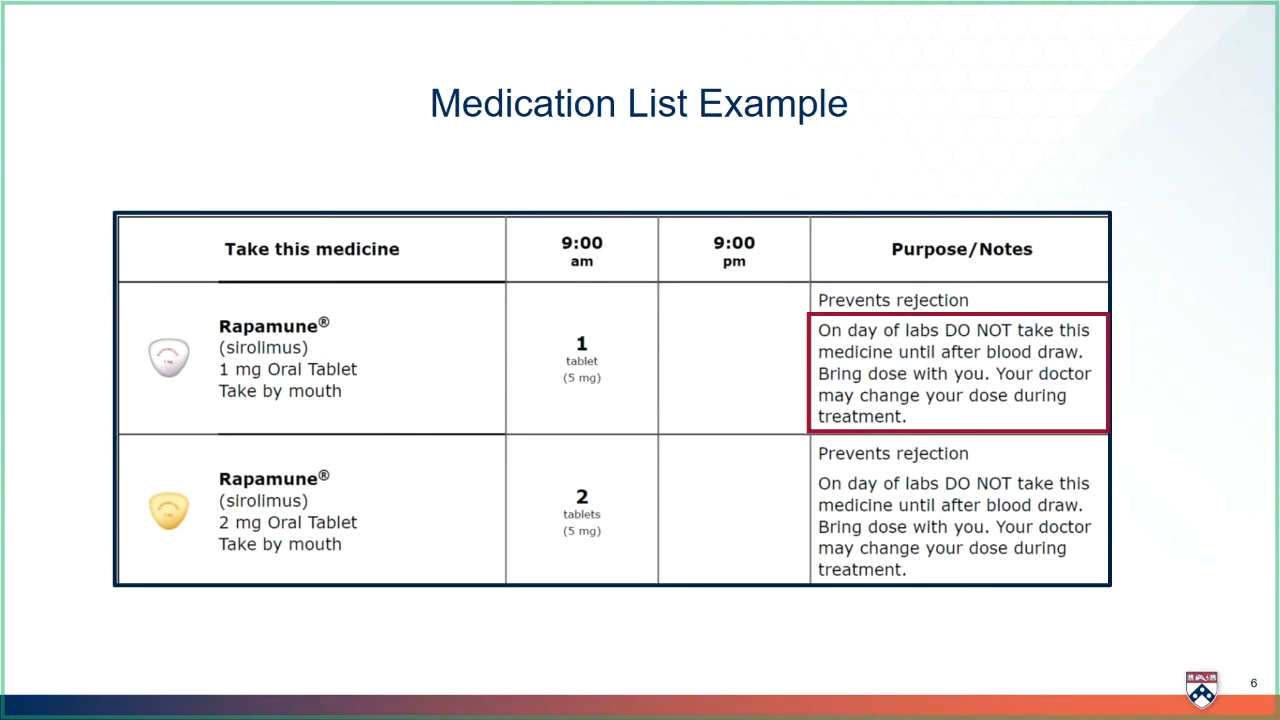 Medication List Example
Take this medicine
9:00
am
9:00
pm
Purpose/Notes
Rapamune®
(sirolimus)
1 mg Oral Tablet
Take by mouth
1
tablet
(5 mg)
Prevents rejection
On day of labs DO NOT take this
medicine until after blood draw.
Bring dose with you. Your doctor
may change your dose during
treatment.
Rapamune®
(sirolimus)
2 mg Oral Tablet
Take by mouth
2
tablets
(5 mg)
Prevents rejection
On day of labs DO NOT take this
medicine until after blood draw.
Bring dose with you. Your doctor
may change your dose during
treatment.
6